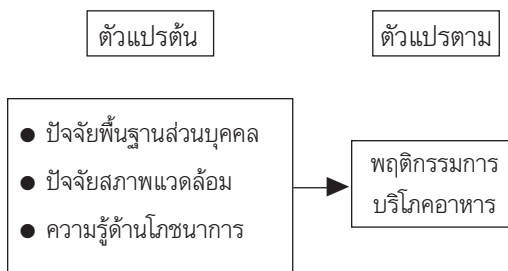 ตัวแปรต้น
ตัวแปรตาม
● ปัจจัยพื้นฐานส่วนบุคคล
● ปัจจัยสภาพแวดล้อม
● ความรู้ด้านโภชนาการ
พฤติกรรมการ
บริโภคอาหาร